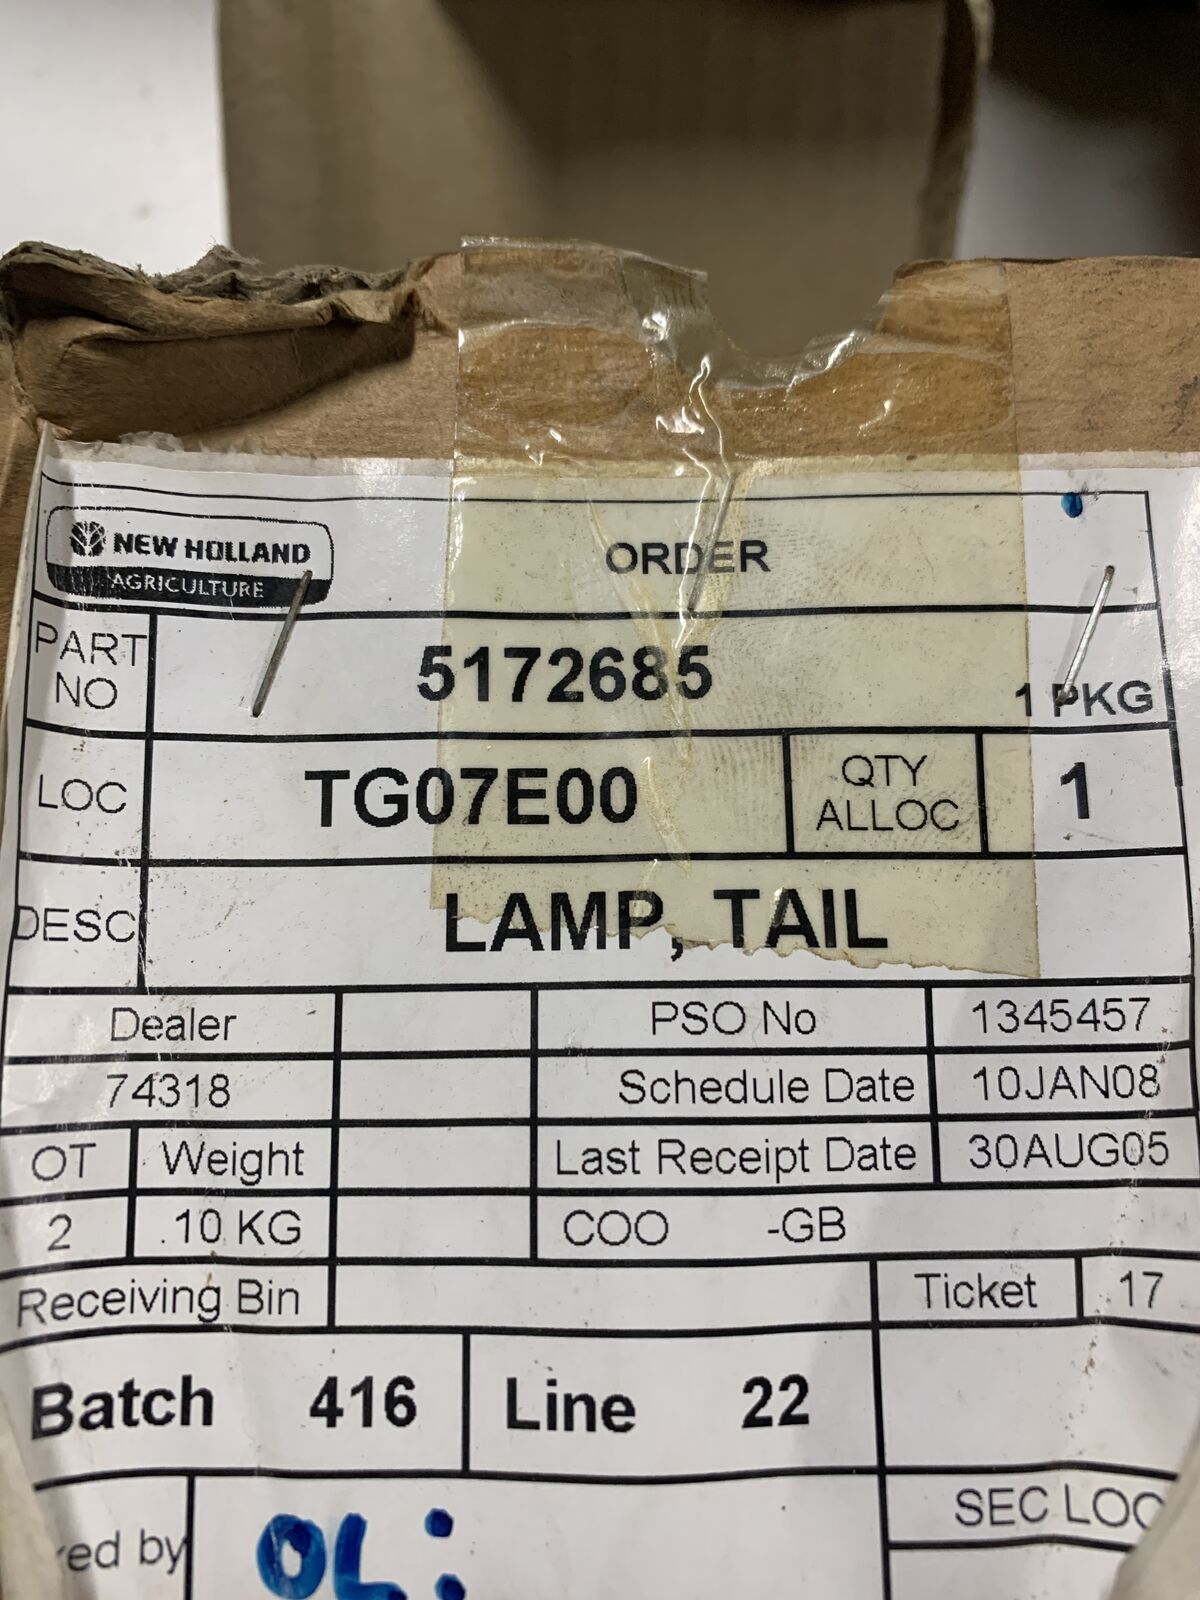 NEW HOLLAND
AGRICULTURE
ORDER
PART NO 5172685 1 PKG
LOC TG07E00 QTY ALLOC 1
DESC LAMP, TAIL
Dealer PSO No 1345457
74318 Schedule Date 10JAN08
OT Weight Last Receipt Date 30AUG05
2 .10 KG COO -GB
Receiving Bin Ticket 17
Batch 416 Line 22
SEC LOC
by